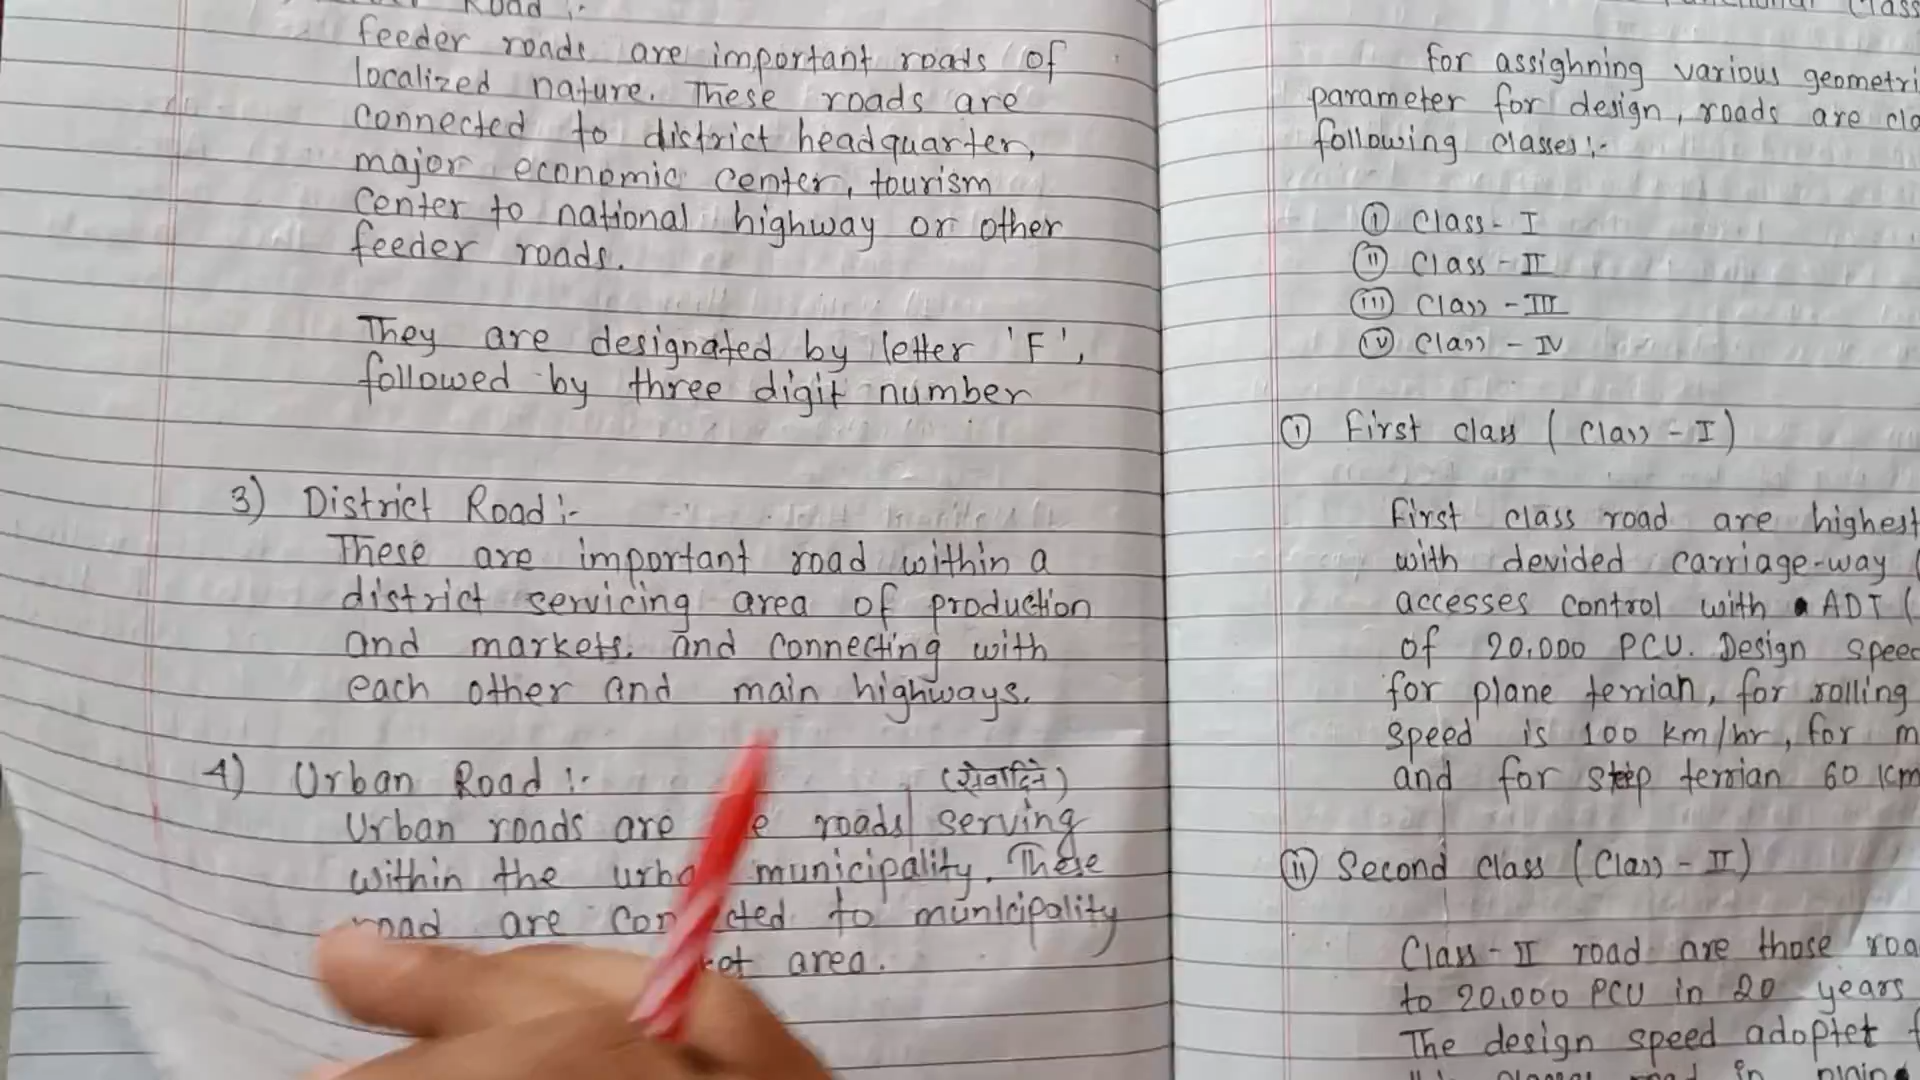 Road :-
feeder roads are important roads of
localized nature. These roads are
connected to district headquarter,
major economic center, tourism
center to national highway or other
feeder roads.
They are designated by letter 'F',
followed by three digit number
3) District Road :-
These are important road within a
district servicing area of production
and markets. and connecting with
each other and main highways.
4) Urban Road :-
(सेवादिने)
Urban roads are roads serving
within the municipality. These
road are to municipality
area.
for assighning various
parameter for design, roads are
following classes :-
(i) Class - I
(ii) Class - II
(iii) Class - III
(iv) Class - IV
(i) First class (Class - I)
First class road are highest
with devided carriage-way
accesses control with ADT (
of 20,000 PCU. Design
for plane terrian, for rolling
speed is 100 km/hr, for
and for steep terrian 60
(ii) Second class (Class - II)
Class - II road are those
to 20,000 PCU in 20 years
The design speed adoptet